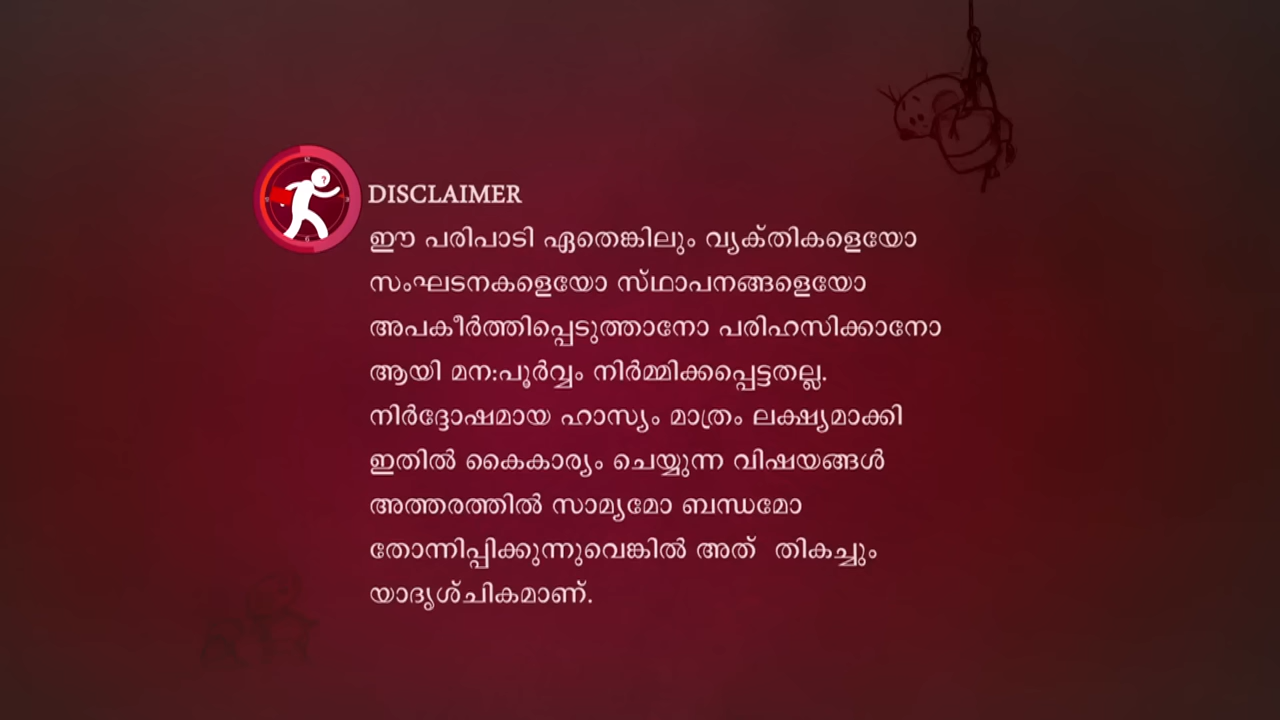 DISCLAIMER
ഈ പരിപാടി ഏതെങ്കിലും വ്യക്തികളെയോ
സംഘടനകളെയോ സ്ഥാപനങ്ങളെയോ
അപകീർത്തിപ്പെടുത്താനോ പരിഹസിക്കാനോ
ആയി മന:പൂർവ്വം നിർമ്മിക്കപ്പെട്ടതല്ല.
നിർദ്ദോഷമായ ഹാസ്യം മാത്രം ലക്ഷ്യമാക്കി
ഇതിൽ കൈകാര്യം ചെയ്യുന്ന വിഷയങ്ങൾ
അത്തരത്തിൽ സാമ്യമോ ബന്ധമോ
തോന്നിപ്പിക്കുന്നുവെങ്കിൽ അത്  തികച്ചും
യാദൃശ്ചികമാണ്.